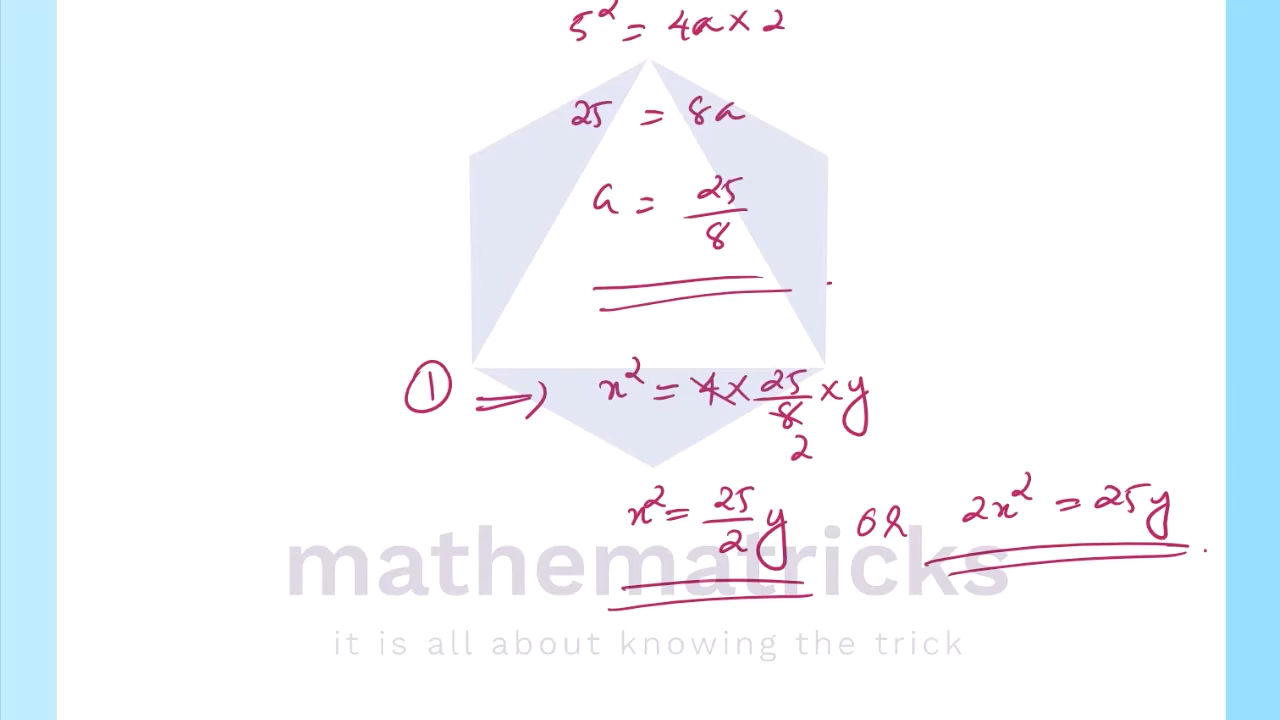 5² = 4a × 2
25 = 8a
a = 25/8
① ⟹ x² = 4 × 25/8 × y
2
x² = 25/2 y or 2x² = 25y
mathematricks
it is all about knowing the trick